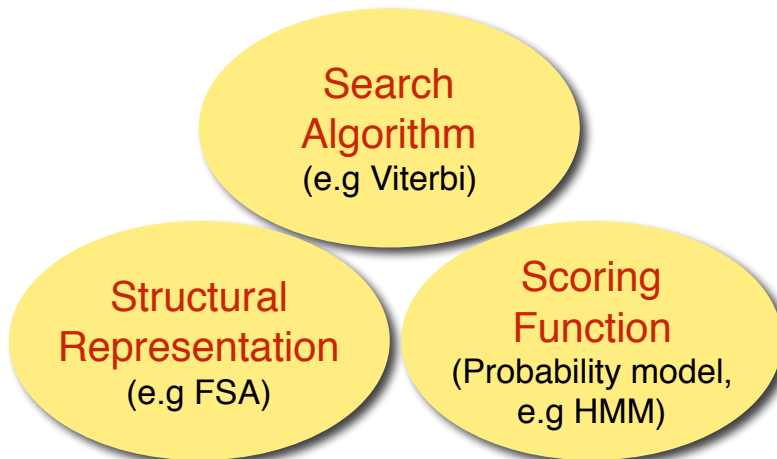 Search
Algorithm
(e.g Viterbi)
Structural
Representation
(e.g FSA)
Scoring
Function
(Probability model,
e.g HMM)